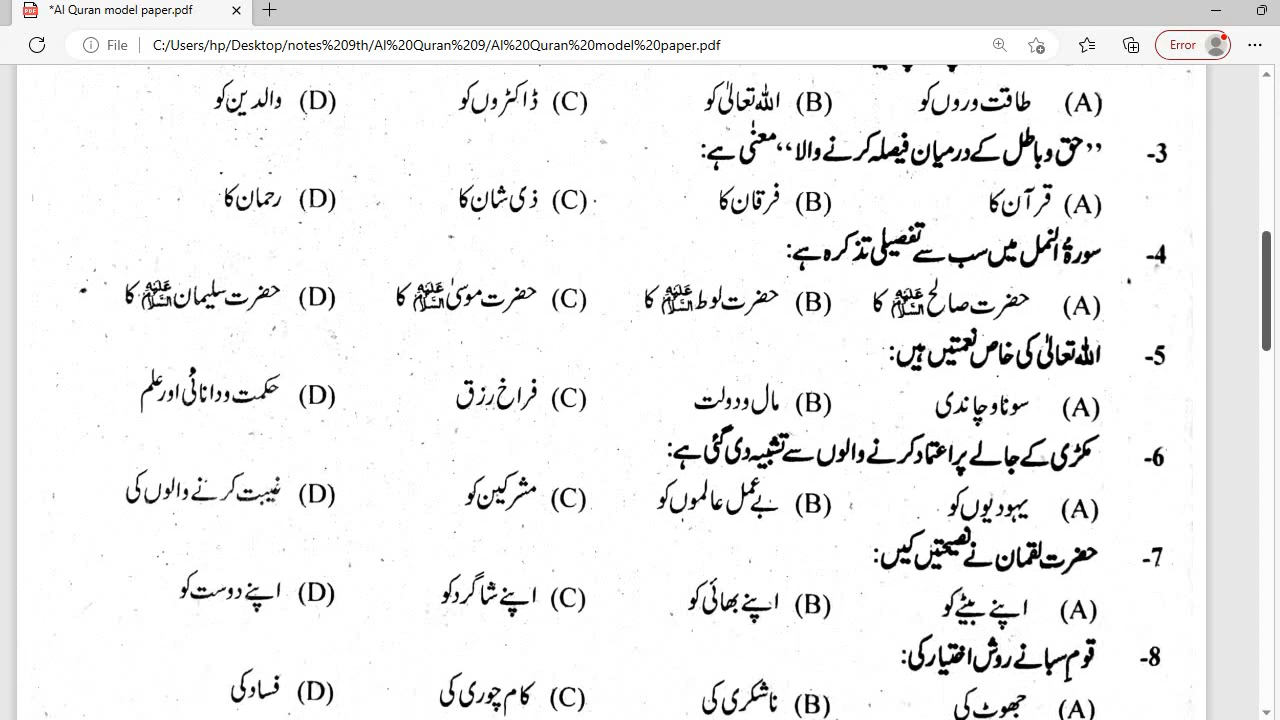 *Al Quran model paper.pdf
File C:/Users/hp/Desktop/notes%209th/Al%20Quran%209/Al%20Quran%20model%20paper.pdf Error
(A) طاقت وروں کو (B) اللہ تعالیٰ کو (C) ڈاکٹروں کو (D) والدین کو
3- ’’حق و باطل کے درمیان فیصلہ کرنے والا‘‘ معنٰی ہے:
(A) قرآن کا (B) فرقان کا (C) ذی شان کا (D) رحمان کا
4- سورۃُ النمل میں سب سے تفصیلی تذکرہ ہے:
(A) حضرت صالح علیہ السلام کا (B) حضرت لوط علیہ السلام کا (C) حضرت موسیٰ علیہ السلام کا (D) حضرت سلیمان علیہ السلام کا
5- اللہ تعالیٰ کی خاص نعمتیں ہیں:
(A) سونا و چاندی (B) مال و دولت (C) فراخ رزق (D) حکمت و دانائی اور علم
6- مکڑی کے جالے پر اعتماد کرنے والوں سے تشبیہ دی گئی ہے:
(A) یہودیوں کو (B) بے عمل عالموں کو (C) مشرکین کو (D) غیبت کرنے والوں کی
7- حضرت لقمان نے نصیحتیں کیں:
(A) اپنے بیٹے کو (B) اپنے بھائی کو (C) اپنے شاگرد کو (D) اپنے دوست کو
8- قومِ سبا نے روش اختیار کی:
(A) جھوٹ کی (B) ناشکری کی (C) کام چوری کی (D) فساد کی